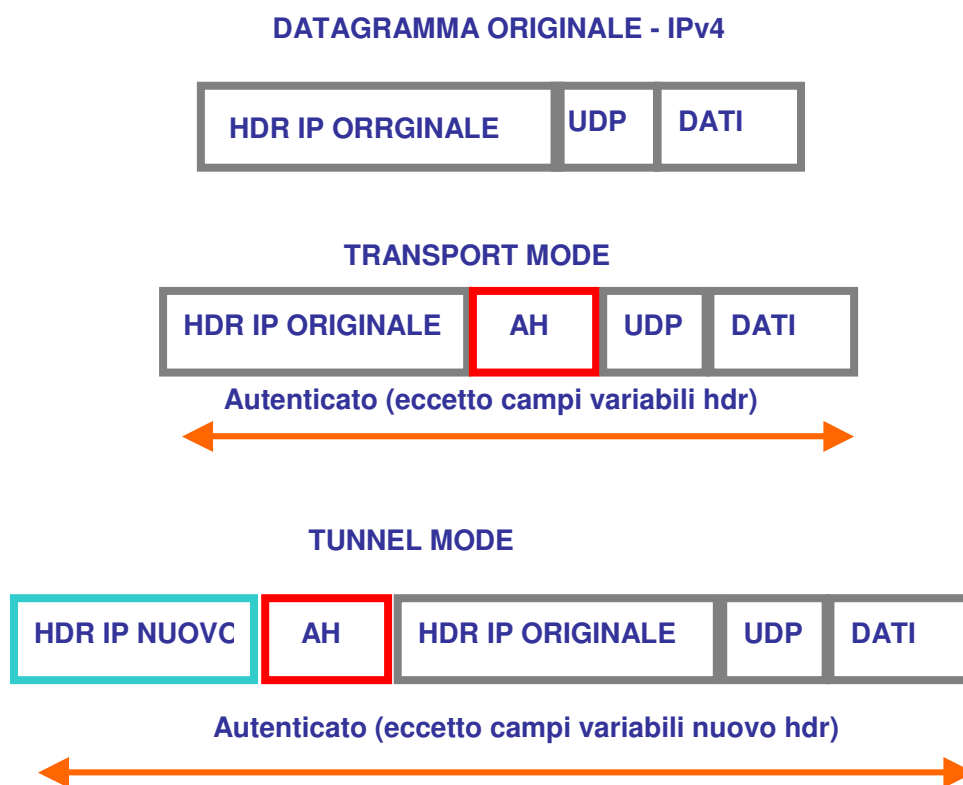 DATAGRAMMA ORIGINALE - IPv4
HDR IP ORRGINALE UDP DATI
TRANSPORT MODE
HDR IP ORIGINALE AH UDP DATI
Autenticato (eccetto campi variabili hdr)
TUNNEL MODE
HDR IP NUOVO AH HDR IP ORIGINALE UDP DATI
Autenticato (eccetto campi variabili nuovo hdr)